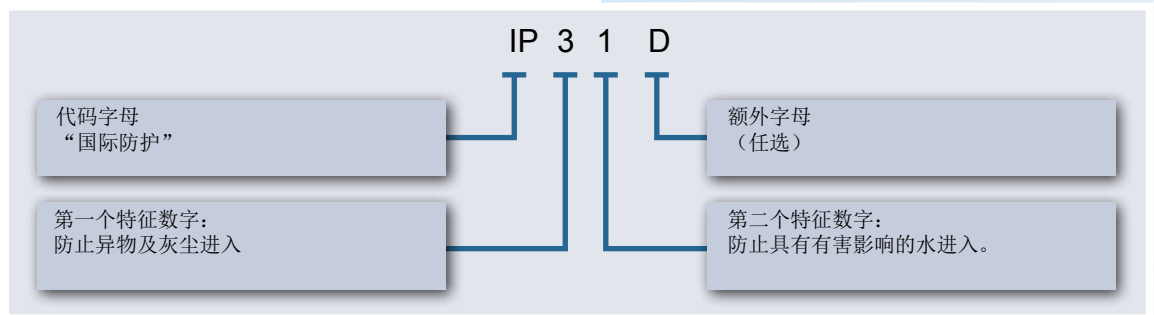 IP 3 1 D
代码字母
“国际防护”
额外字母
（任选）
第一个特征数字：
防止异物及灰尘进入
第二个特征数字：
防止具有有害影响的水进入。